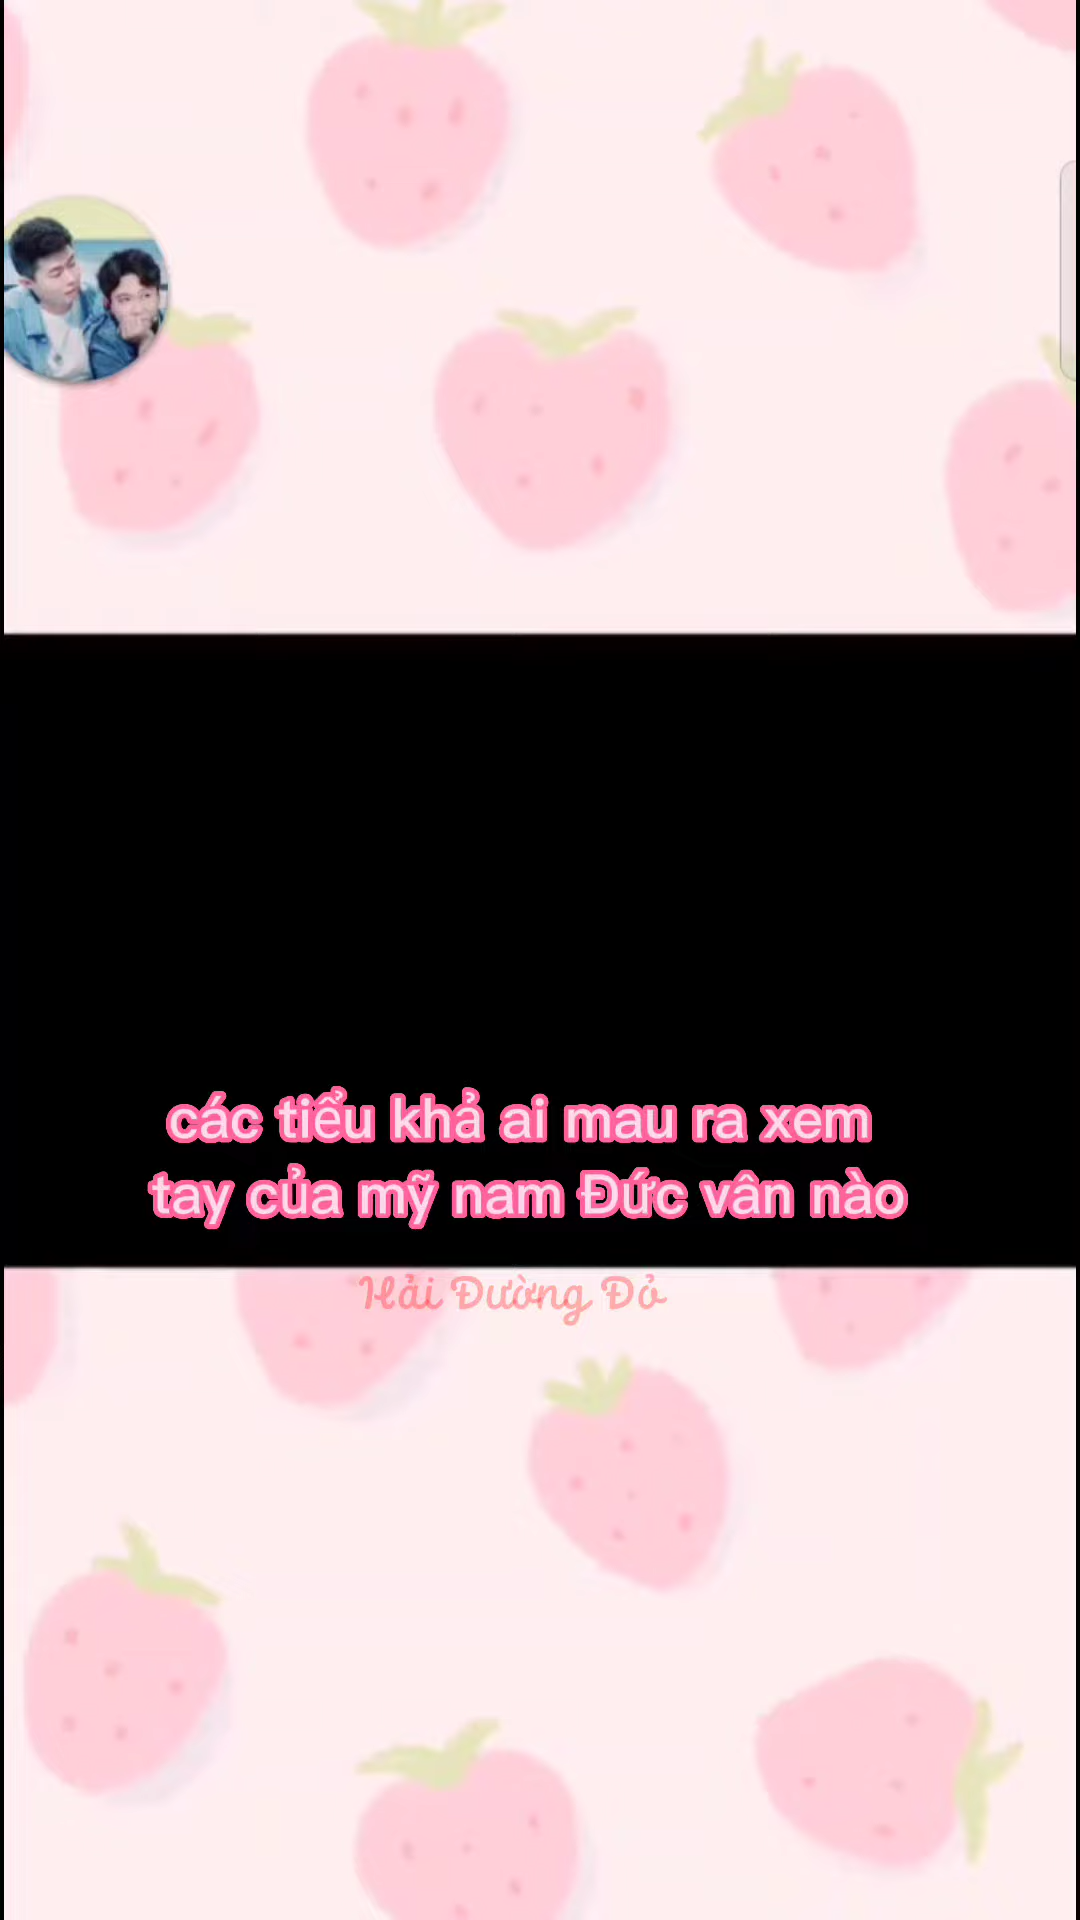 các tiểu khả ai mau ra xem
tay của mỹ nam Đức vân nào
Hải Đường Đỏ